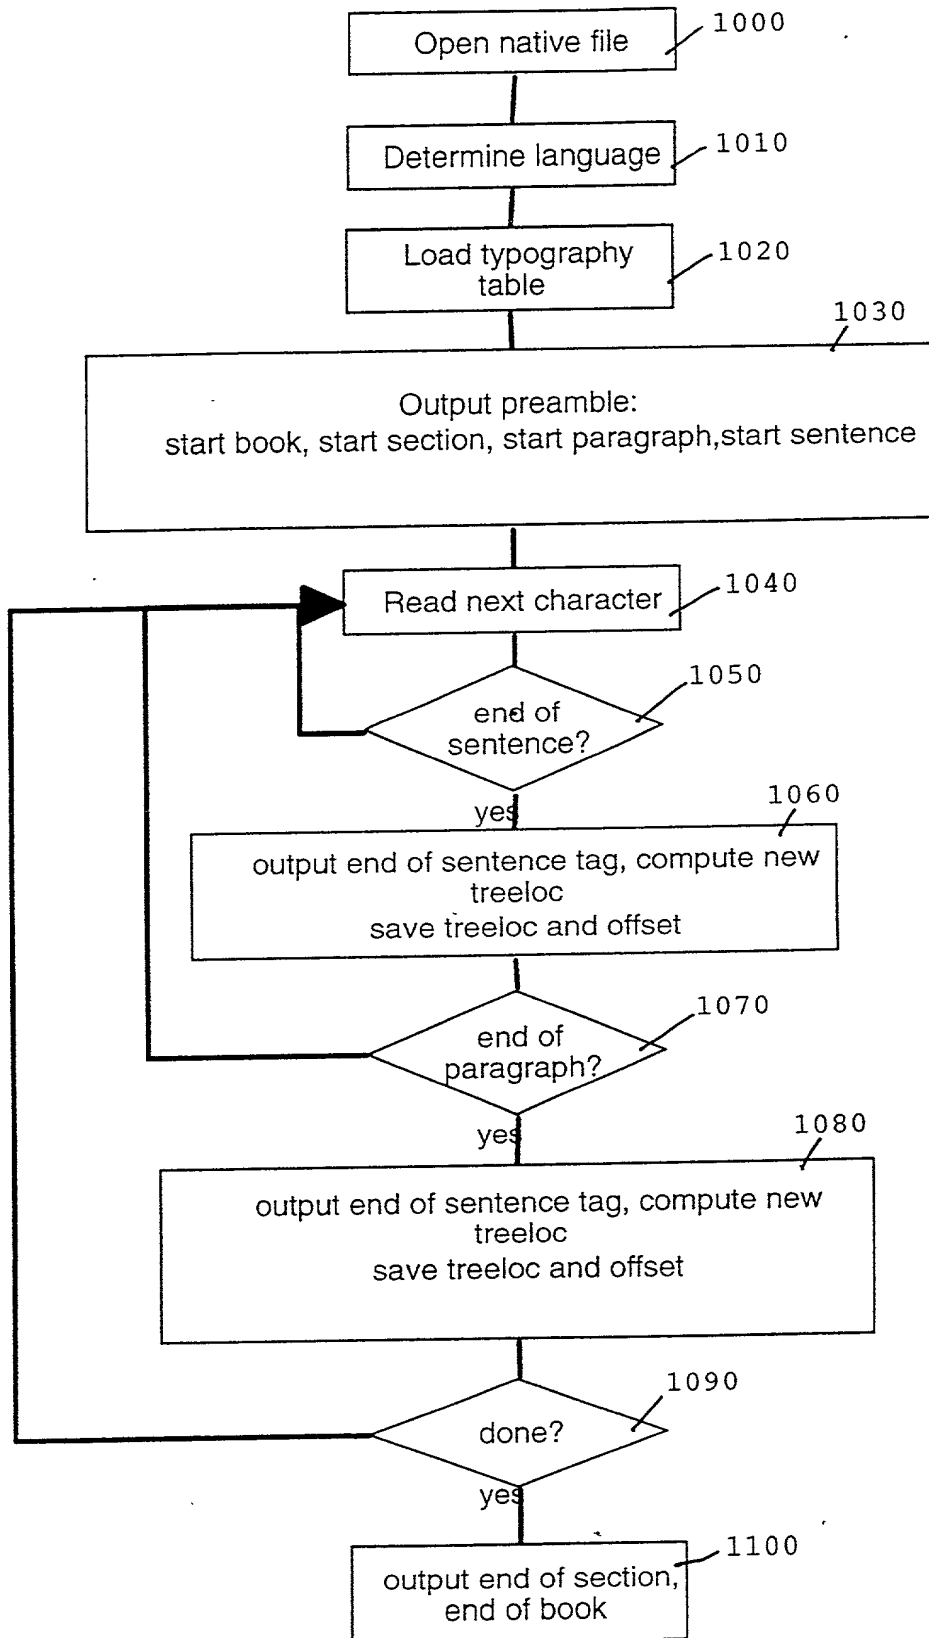 1000
Open native file
1010
Determine language
1020
Load typography
table
1030
Output preamble:
start book, start section, start paragraph,start sentence
1040
Read next character
1050
end of
sentence?
yes
1060
output end of sentence tag, compute new
treeloc
save treeloc and offset
1070
end of
paragraph?
yes
1080
output end of sentence tag, compute new
treeloc
save treeloc and offset
1090
done?
yes
1100
output end of section,
end of book